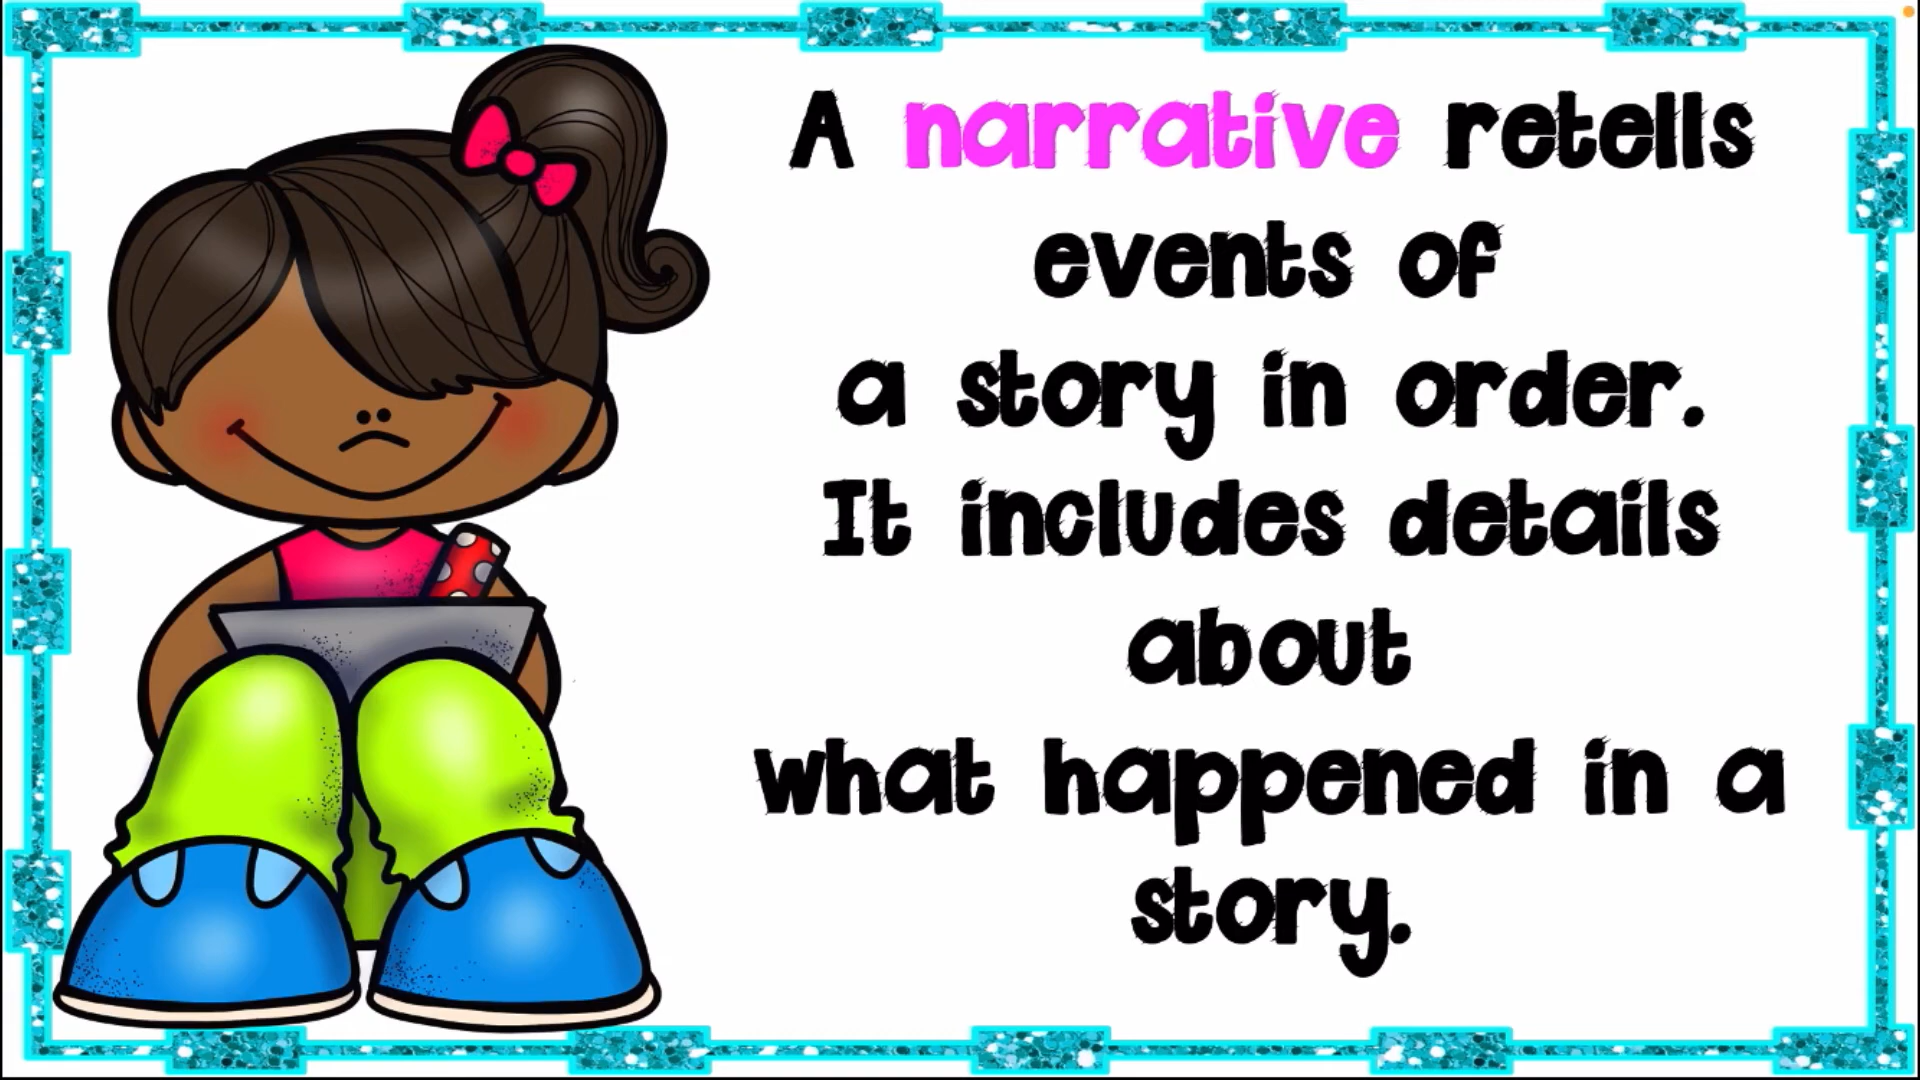 A narrative retells
events of
a story in order.
It includes details
about
what happened in a
story.